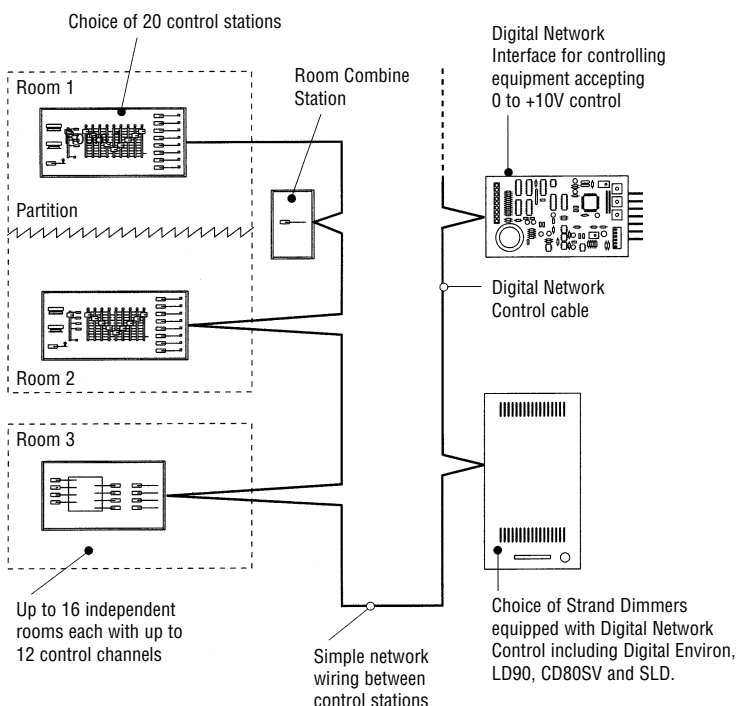 Choice of 20 control stations
Room 1
Partition
Room 2
Room 3
Up to 16 independent
rooms each with up to
12 control channels
Room Combine
Station
Simple network
wiring between
control stations
Digital Network
Interface for controlling
equipment accepting
0 to +10V control
Digital Network
Control cable
Choice of Strand Dimmers
equipped with Digital Network
Control including Digital Environ,
LD90, CD80SV and SLD.